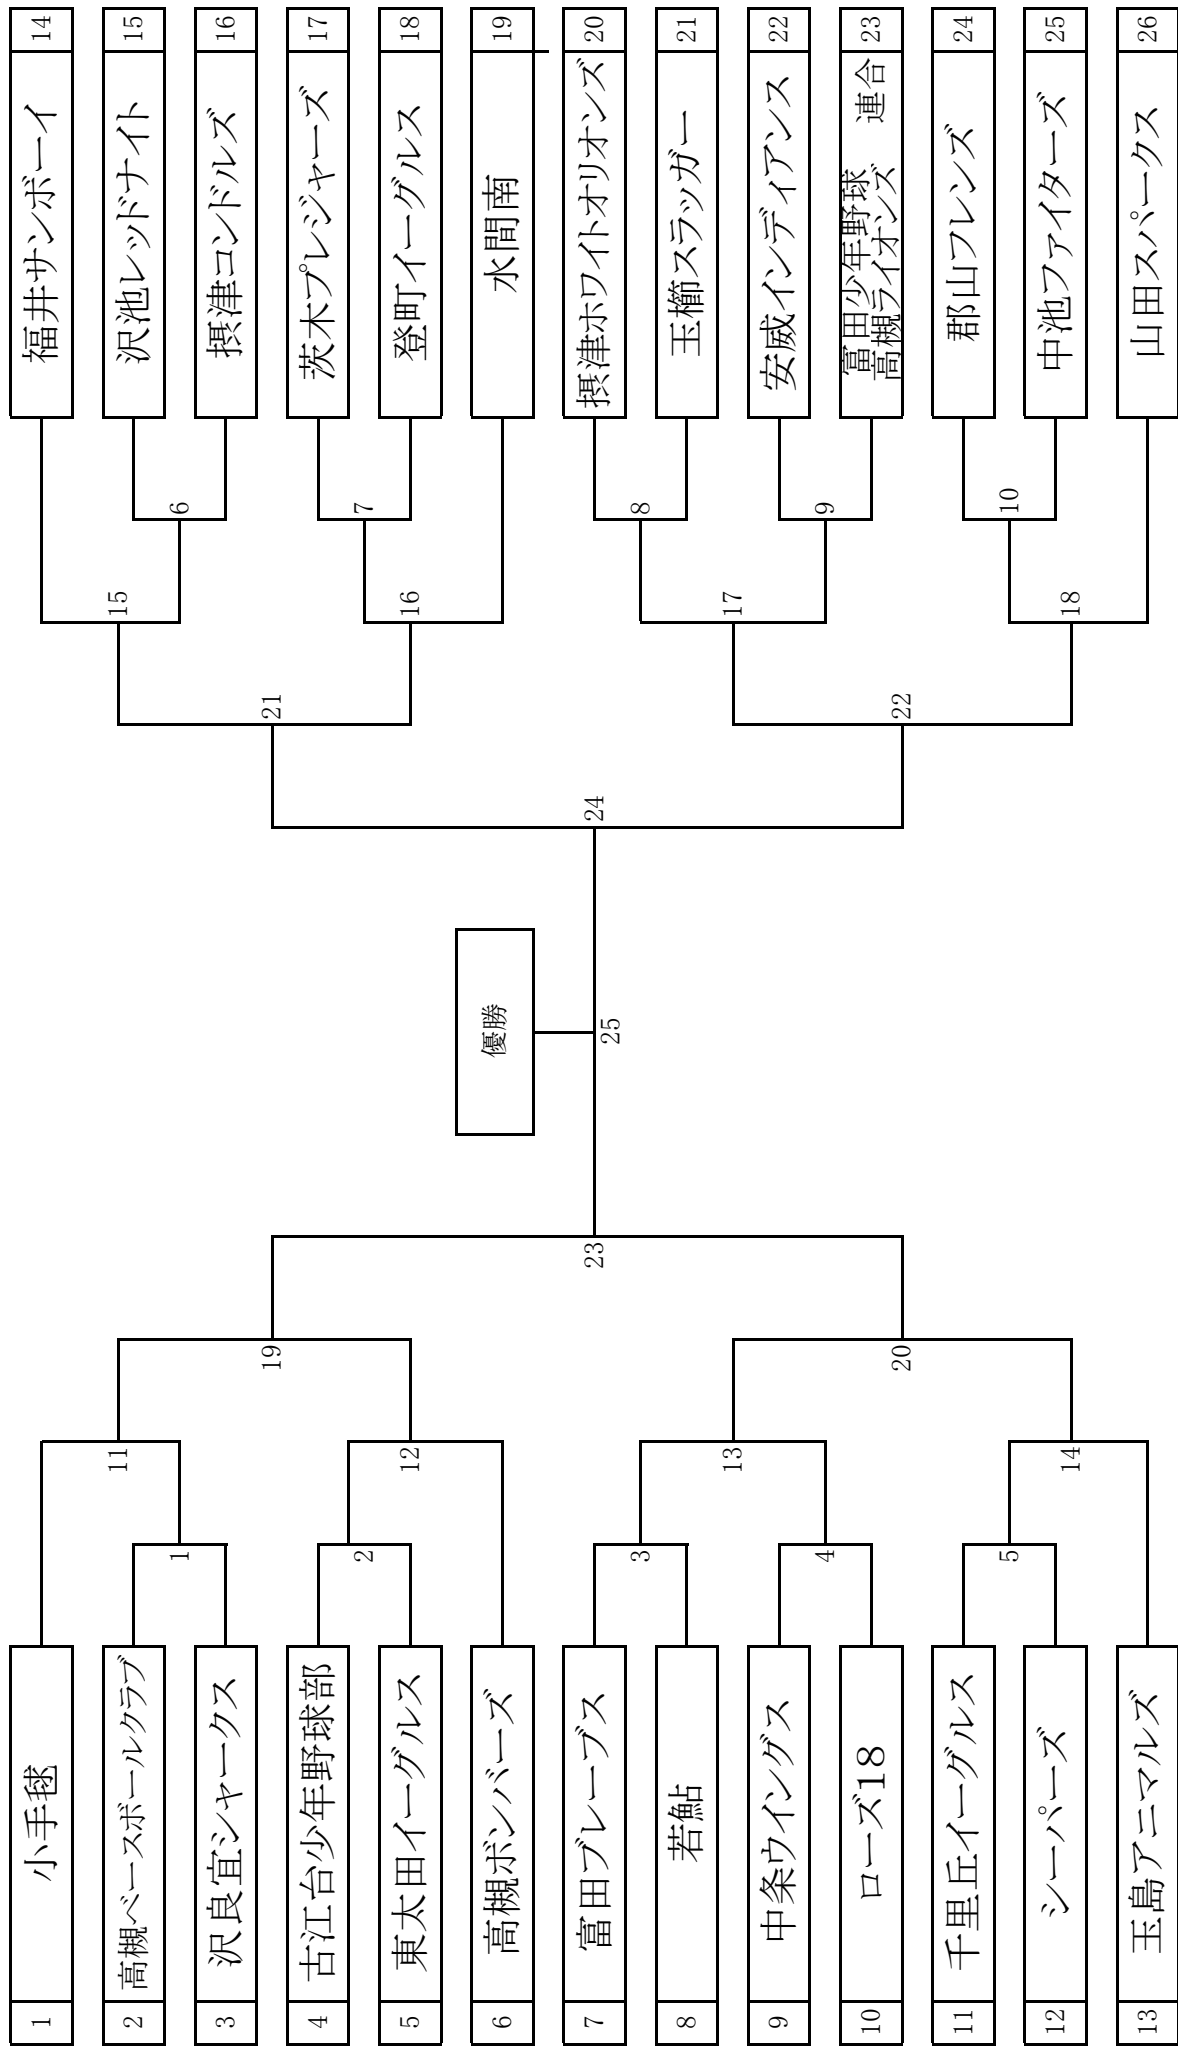 1 小手毬
2 高槻ベースボールクラブ
3 沢良宜シャークス
4 古江台少年野球部
5 東太田イーグルス
6 高槻ボンバーズ
7 富田ブレーブス
8 若鮎
9 中条ウイングス
10 ローズ18
11 千里丘イーグルス
12 シーパーズ
13 玉島アニマルズ
1
2
3
4
5
11
12
13
14
19
20
23
優勝
25
24
21
22
15
16
17
18
6
7
8
9
10
福井サンボーイ 14
沢池レッドナイト 15
摂津コンドルズ 16
茨木プレジャーズ 17
登町イーグルス 18
水間南 19
摂津ホワイトオリオンズ 20
玉櫛スラッガー 21
安威インディアンス 22
富田少年野球
高槻ライオンズ 連合 23
郡山フレンズ 24
中池ファイターズ 25
山田スパークス 26